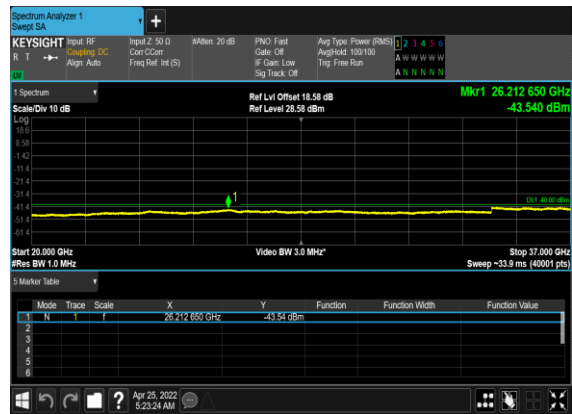 Spectrum Analyzer 1
Swept SA
+
KEYSIGHT Input: RF Input Z: 50 Ω #Atten: 20 dB PNO: Fast Avg Type: Power (RMS) 1 2 3 4 5 6
R T Coupling: DC Corr CCorr Gate: Off Avg|Hold: 100/100 A W W W W W
Align: Auto Freq Ref: Int (S) IF Gain: Low Trig: Free Run
Sig Track: Off A N N N N N
1 Spectrum Ref Lvl Offset 18.58 dB Mkr1 26.212 650 GHz
Scale/Div 10 dB Ref Level 28.58 dBm -43.540 dBm
Log
18.6
8.58
-1.42
-11.4
-21.4
-31.4
1
DL1 -40.00 dBm
-41.4
-51.4
-61.4
Start 20.000 GHz Video BW 3.0 MHz* Stop 37.000 GHz
#Res BW 1.0 MHz Sweep ~33.9 ms (40001 pts)
5 Marker Table
Mode Trace Scale X Y Function Function Width Function Value
1 N 1 f 26.212 650 GHz -43.54 dBm
2
3
4
5
6
? Apr 25, 2022
5:23:24 AM